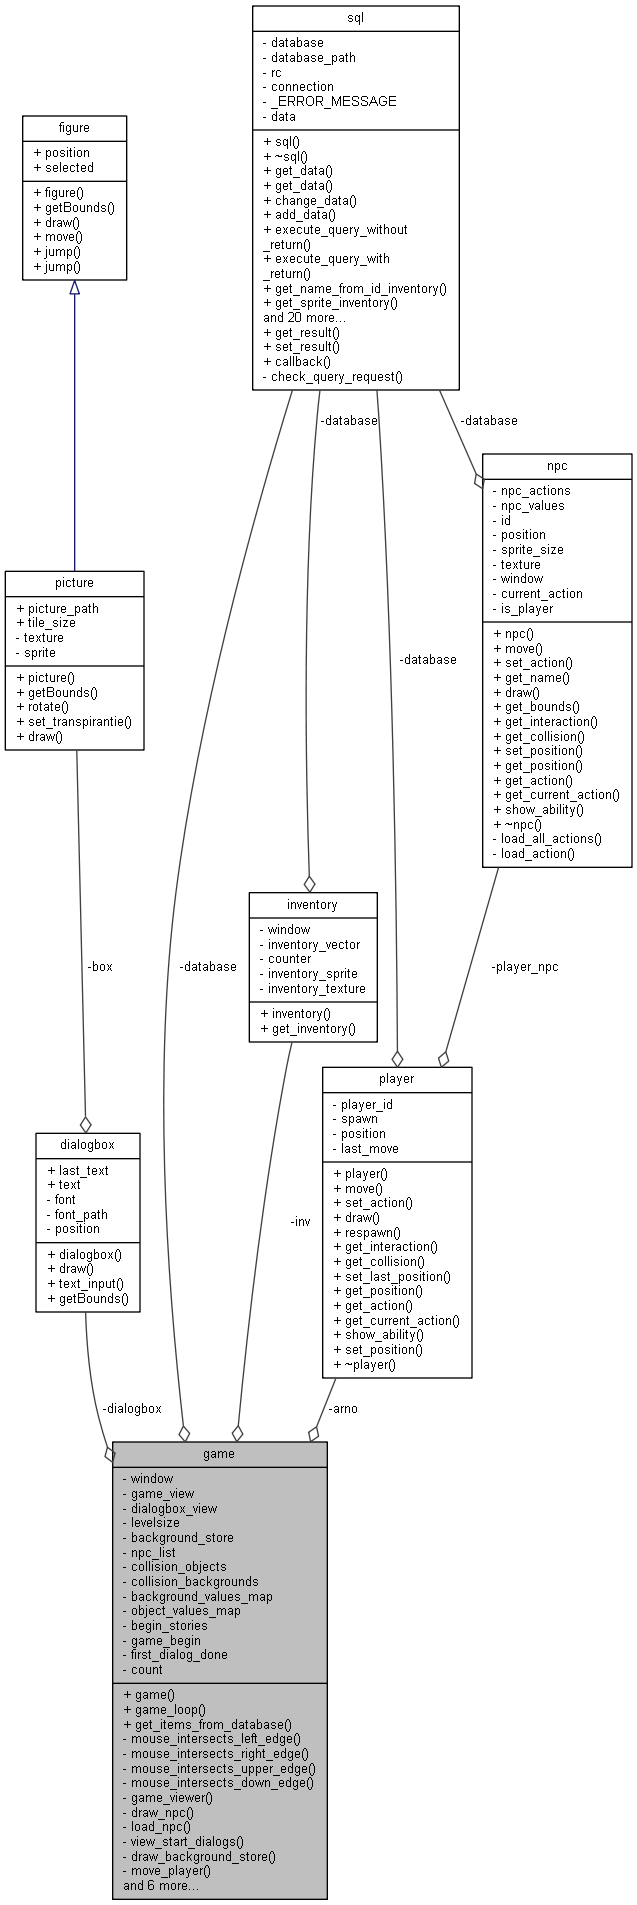 sql
- database
- database_path
- rc
- connection
- _ERROR_MESSAGE
- data
+ sql()
+ ~sql()
+ get_data()
+ get_data()
+ change_data()
+ add_data()
+ execute_query_without
_return()
+ execute_query_with
_return()
+ get_name_from_id_inventory()
+ get_sprite_inventory()
and 20 more...
+ get_result()
+ set_result()
+ callback()
- check_query_request()
figure
+ position
+ selected
+ figure()
+ getBounds()
+ draw()
+ move()
+ jump()
+ jump()
-database
-database
npc
- npc_actions
- npc_values
- id
- position
- sprite_size
- texture
- window
- current_action
- is_player
+ npc()
+ move()
+ set_action()
+ get_name()
+ draw()
+ get_bounds()
+ get_interaction()
+ get_collision()
+ set_position()
+ get_position()
+ get_action()
+ get_current_action()
+ show_ability()
+ ~npc()
- load_all_actions()
- load_action()
picture
+ picture_path
+ tile_size
- texture
- sprite
+ picture()
+ getBounds()
+ rotate()
+ set_transpirantie()
+ draw()
-database
inventory
- window
- inventory_vector
- counter
- inventory_sprite
- inventory_texture
+ inventory()
+ get_inventory()
-box
-database
-player_npc
player
- player_id
- spawn
- position
- last_move
+ player()
+ move()
+ set_action()
+ draw()
+ respawn()
+ get_interaction()
+ get_collision()
+ set_last_position()
+ get_position()
+ get_action()
+ get_current_action()
+ show_ability()
+ set_position()
+ ~player()
dialogbox
+ last_text
+ text
- font
- font_path
- position
+ dialogbox()
+ draw()
+ text_input()
+ getBounds()
-inv
-dialogbox
-arno
game
- window
- game_view
- dialogbox_view
- levelsize
- background_store
- npc_list
- collision_objects
- collision_backgrounds
- background_values_map
- object_values_map
- begin_stories
- game_begin
- first_dialog_done
- count
+ game()
+ game_loop()
+ get_items_from_database()
- mouse_intersects_left_edge()
- mouse_intersects_right_edge()
- mouse_intersects_upper_edge()
- mouse_intersects_down_edge()
- game_viewer()
- draw_npc()
- load_npc()
- view_start_dialogs()
- draw_background_store()
- move_player()
and 6 more...